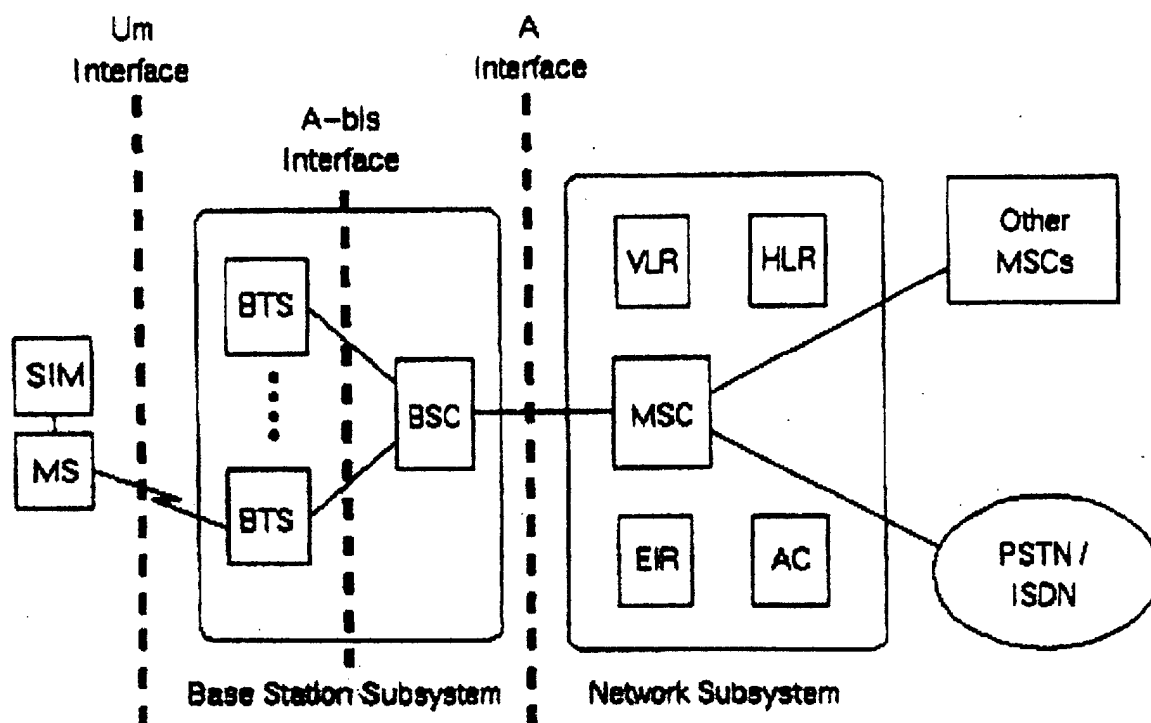 Um
Interface
A
Interface
A-bis
Interface
VLR
HLR
Other
MSCs
BTS
SIM
BSC
MSC
MS
BTS
EIR
AC
PSTN /
ISDN
Base Station Subsystem
Network Subsystem